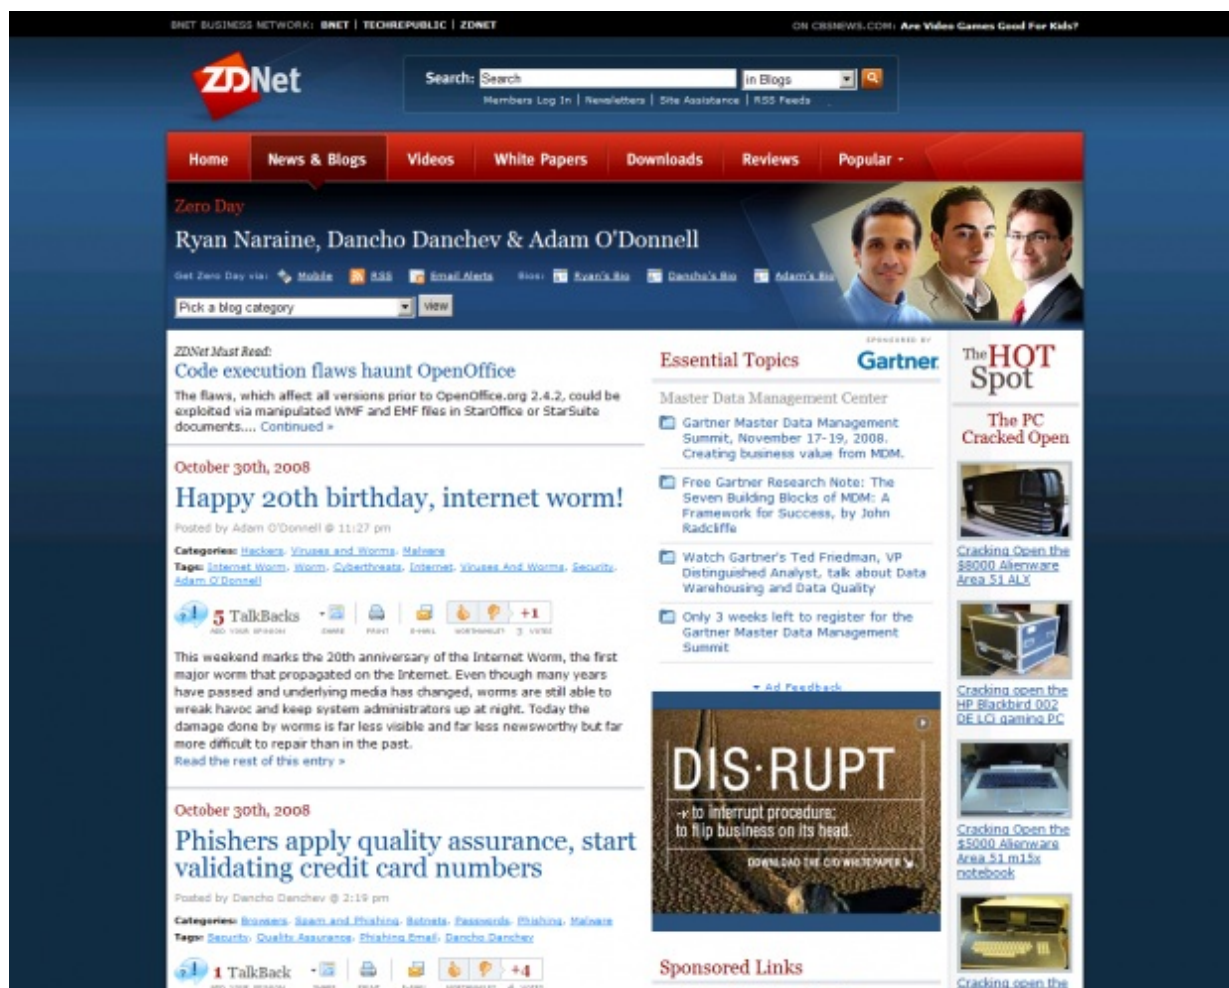 BNET BUSINESS NETWORK: BNET | TECHREPUBLIC | ZDNET
ON CBSNEWS.COM: Are Video Games Good For Kids?
ZDNet
Search: Search
in Blogs
Members Log In | Newsletters | Site Assistance | RSS Feeds
Home News & Blogs Videos White Papers Downloads Reviews Popular
Zero Day
Ryan Naraine, Dancho Danchev & Adam O'Donnell
Get Zero Day via: Mobile RSS Email Alerts Bios: Ryan's Bio Dancho's Bio Adam's Bio
Pick a blog category view
ZDNet Must Read:
Code execution flaws haunt OpenOffice
The flaws, which affect all versions prior to OpenOffice.org 2.4.2, could be
exploited via manipulated WMF and EMF files in StarOffice or StarSuite
documents.... Continued »
October 30th, 2008
Happy 20th birthday, internet worm!
Posted by Adam O'Donnell @ 11:27 pm
Categories: Hackers, Viruses and Worms, Malware
Tags: Internet Worm, Worm, Cyberthreats, Internet, Viruses And Worms, Security,
Adam O'Donnell
5 TalkBacks +1
ADD YOUR OPINION SHARE PRINT E-MAIL WORTHWHILE? 3 VOTES
This weekend marks the 20th anniversary of the Internet Worm, the first
major worm that propagated on the Internet. Even though many years
have passed and underlying media has changed, worms are still able to
wreak havoc and keep system administrators up at night. Today the
damage done by worms is far less visible and far less newsworthy but far
more difficult to repair than in the past.
Read the rest of this entry »
October 30th, 2008
Phishers apply quality assurance, start
validating credit card numbers
Posted by Dancho Danchev @ 2:19 pm
Categories: Browsers, Spam and Phishing, Botnets, Passwords, Phishing, Malware
Tags: Security, Quality Assurance, Phishing Email, Dancho Danchev
1 TalkBack +4
Essential Topics
SPONSORED BY
Gartner
Master Data Management Center
Gartner Master Data Management
Summit, November 17-19, 2008.
Creating business value from MDM.
Free Gartner Research Note: The
Seven Building Blocks of MDM: A
Framework for Success, by John
Radcliffe
Watch Gartner's Ted Friedman, VP
Distinguished Analyst, talk about Data
Warehousing and Data Quality
Only 3 weeks left to register for the
Gartner Master Data Management
Summit
Ad Feedback
DIS·RUPT
-v to interrupt procedure;
to flip business on its head.
DOWNLOAD THE CIO WHITEPAPER
Sponsored Links
The HOT
Spot
The PC
Cracked Open
Cracking Open the
$8000 Alienware
Area 51 ALX
Cracking open the
HP Blackbird 002
DE LCi gaming PC
Cracking Open the
$5000 Alienware
Area 51 m15x
notebook
Cracking open the